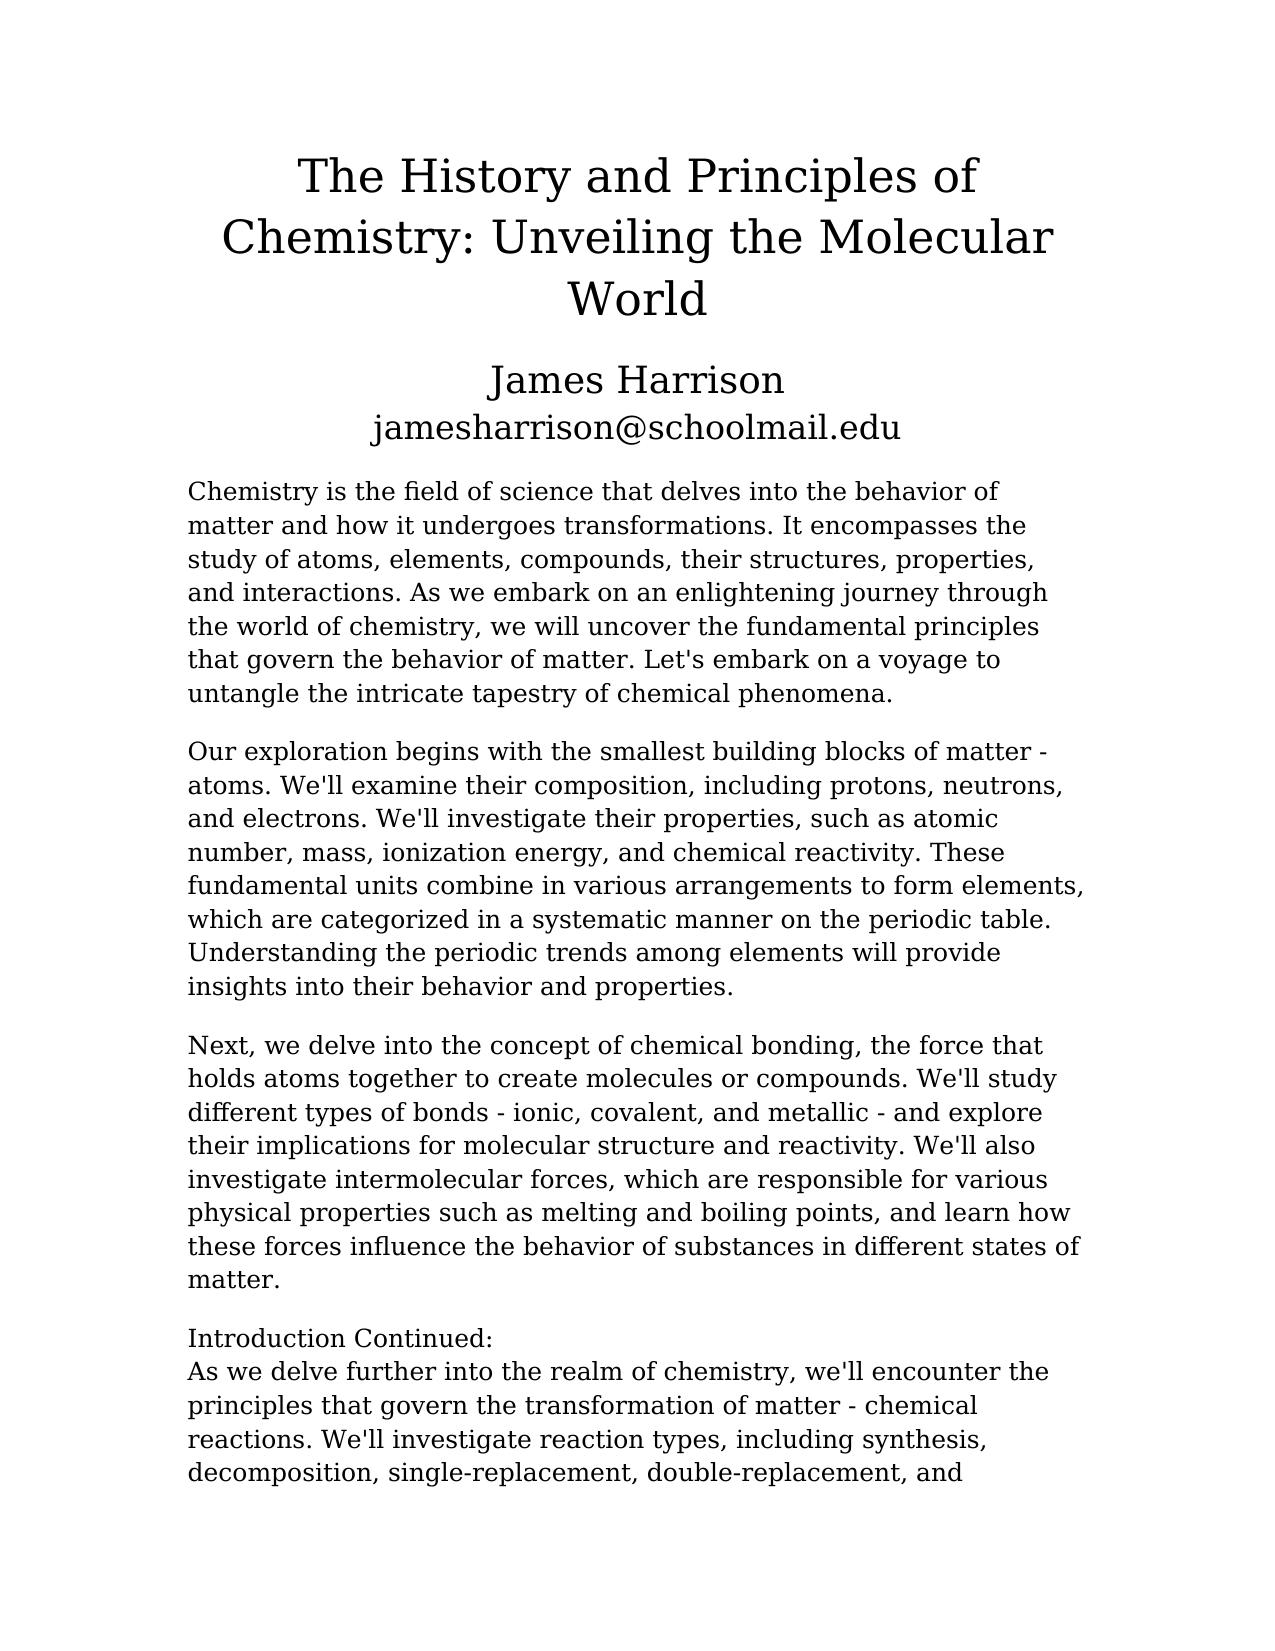 The History and Principles of
Chemistry: Unveiling the Molecular
World
James Harrison
jamesharrison@schoolmail.edu
Chemistry is the field of science that delves into the behavior of
matter and how it undergoes transformations. It encompasses the
study of atoms, elements, compounds, their structures, properties,
and interactions. As we embark on an enlightening journey through
the world of chemistry, we will uncover the fundamental principles
that govern the behavior of matter. Let's embark on a voyage to
untangle the intricate tapestry of chemical phenomena.
Our exploration begins with the smallest building blocks of matter -
atoms. We'll examine their composition, including protons, neutrons,
and electrons. We'll investigate their properties, such as atomic
number, mass, ionization energy, and chemical reactivity. These
fundamental units combine in various arrangements to form elements,
which are categorized in a systematic manner on the periodic table.
Understanding the periodic trends among elements will provide
insights into their behavior and properties.
Next, we delve into the concept of chemical bonding, the force that
holds atoms together to create molecules or compounds. We'll study
different types of bonds - ionic, covalent, and metallic - and explore
their implications for molecular structure and reactivity. We'll also
investigate intermolecular forces, which are responsible for various
physical properties such as melting and boiling points, and learn how
these forces influence the behavior of substances in different states of
matter.
Introduction Continued:
As we delve further into the realm of chemistry, we'll encounter the
principles that govern the transformation of matter - chemical
reactions. We'll investigate reaction types, including synthesis,
decomposition, single-replacement, double-replacement, and